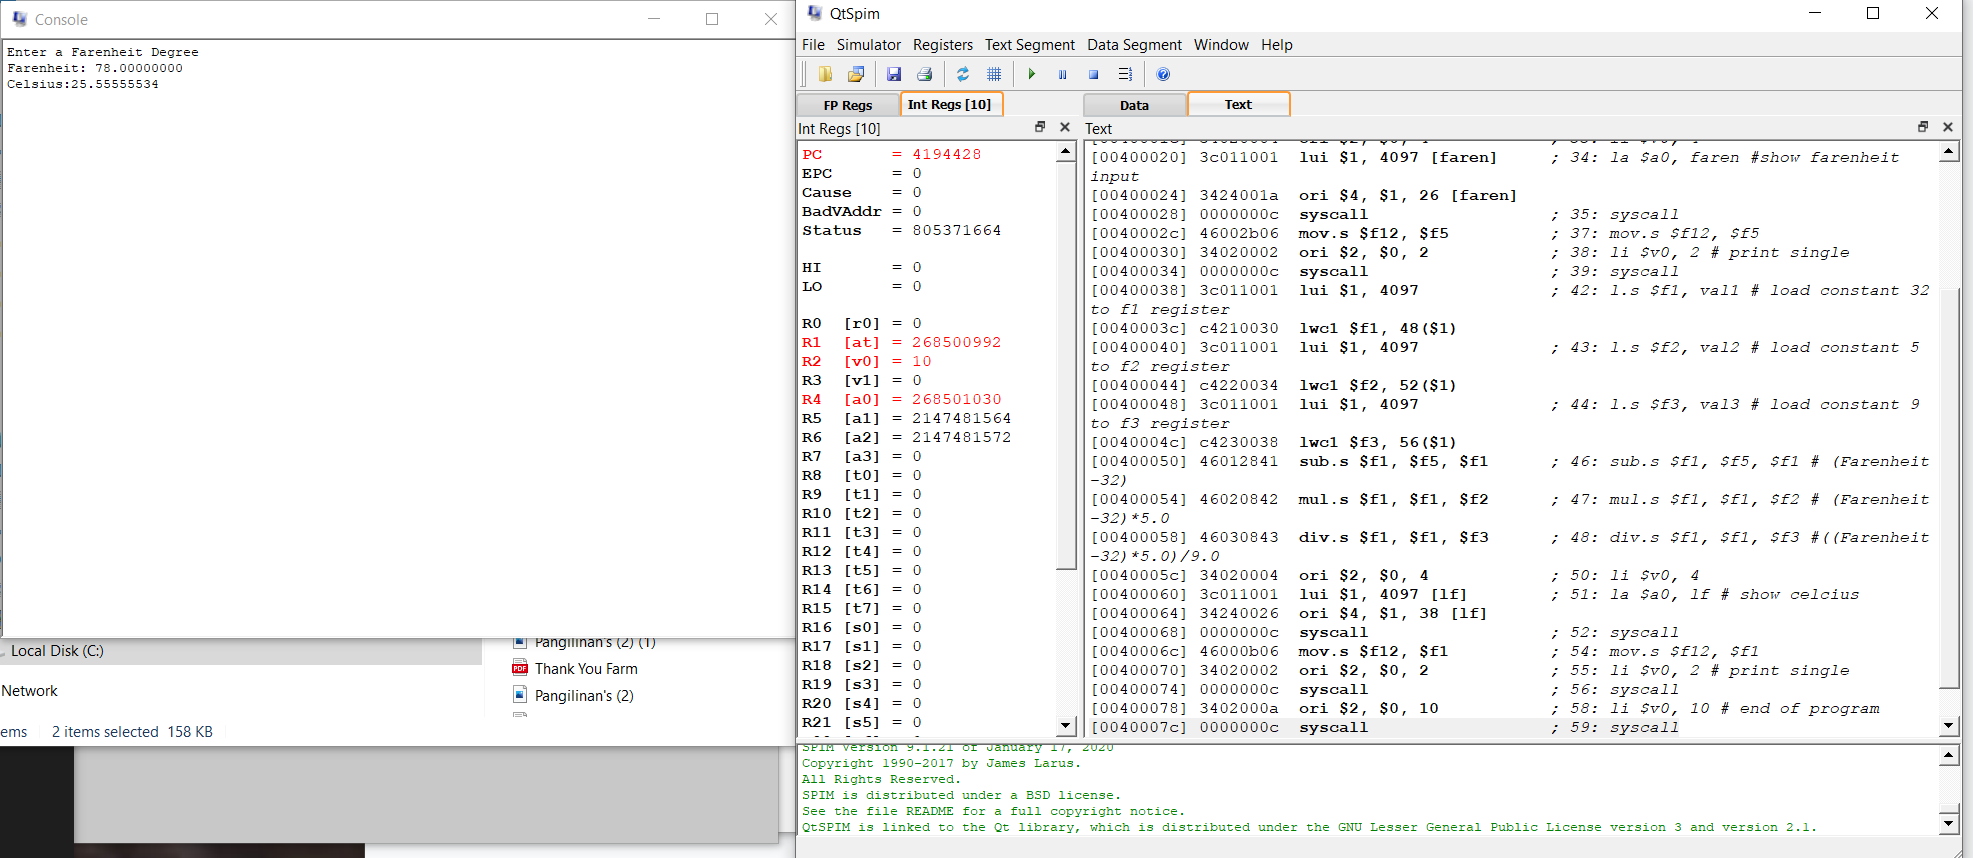 Console
Enter a Farenheit Degree
Farenheit: 78.00000000
Celsius:25.55555534
Pangilinan's (2) (1)
Local Disk (C:)
Thank You Farm
Network
Pangilinan's (2)
ems 2 items selected 158 KB
QtSpim
File Simulator Registers Text Segment Data Segment Window Help
FP Regs Int Regs [10] Data Text
Int Regs [10]
PC = 4194428
EPC = 0
Cause = 0
BadVAddr = 0
Status = 805371664
HI = 0
LO = 0
R0 [r0] = 0
R1 [at] = 268500992
R2 [v0] = 10
R3 [v1] = 0
R4 [a0] = 268501030
R5 [a1] = 2147481564
R6 [a2] = 2147481572
R7 [a3] = 0
R8 [t0] = 0
R9 [t1] = 0
R10 [t2] = 0
R11 [t3] = 0
R12 [t4] = 0
R13 [t5] = 0
R14 [t6] = 0
R15 [t7] = 0
R16 [s0] = 0
R17 [s1] = 0
R18 [s2] = 0
R19 [s3] = 0
R20 [s4] = 0
R21 [s5] = 0
Text
[00400020] 3c011001 lui $1, 4097 [faren] ; 34: la $a0, faren #show farenheit
input
[00400024] 3424001a ori $4, $1, 26 [faren]
[00400028] 0000000c syscall ; 35: syscall
[0040002c] 46002b06 mov.s $f12, $f5 ; 37: mov.s $f12, $f5
[00400030] 34020002 ori $2, $0, 2 ; 38: li $v0, 2 # print single
[00400034] 0000000c syscall ; 39: syscall
[00400038] 3c011001 lui $1, 4097 ; 42: l.s $f1, val1 # load constant 32
to f1 register
[0040003c] c4210030 lwc1 $f1, 48($1)
[00400040] 3c011001 lui $1, 4097 ; 43: l.s $f2, val2 # load constant 5
to f2 register
[00400044] c4220034 lwc1 $f2, 52($1)
[00400048] 3c011001 lui $1, 4097 ; 44: l.s $f3, val3 # load constant 9
to f3 register
[0040004c] c4230038 lwc1 $f3, 56($1)
[00400050] 46012841 sub.s $f1, $f5, $f1 ; 46: sub.s $f1, $f5, $f1 # (Farenheit
-32)
[00400054] 46020842 mul.s $f1, $f1, $f2 ; 47: mul.s $f1, $f1, $f2 # (Farenheit
-32)*5.0
[00400058] 46030843 div.s $f1, $f1, $f3 ; 48: div.s $f1, $f1, $f3 #((Farenheit
-32)*5.0)/9.0
[0040005c] 34020004 ori $2, $0, 4 ; 50: li $v0, 4
[00400060] 3c011001 lui $1, 4097 [lf] ; 51: la $a0, lf # show celcius
[00400064] 34240026 ori $4, $1, 38 [lf]
[00400068] 0000000c syscall ; 52: syscall
[0040006c] 46000b06 mov.s $f12, $f1 ; 54: mov.s $f12, $f1
[00400070] 34020002 ori $2, $0, 2 ; 55: li $v0, 2 # print single
[00400074] 0000000c syscall ; 56: syscall
[00400078] 3402000a ori $2, $0, 10 ; 58: li $v0, 10 # end of program
[0040007c] 0000000c syscall ; 59: syscall
SPIM Version 9.1.21 of January 17, 2020
Copyright 1990-2017 by James Larus.
All Rights Reserved.
SPIM is distributed under a BSD license.
See the file README for a full copyright notice.
QtSPIM is linked to the Qt library, which is distributed under the GNU Lesser General Public License version 3 and version 2.1.